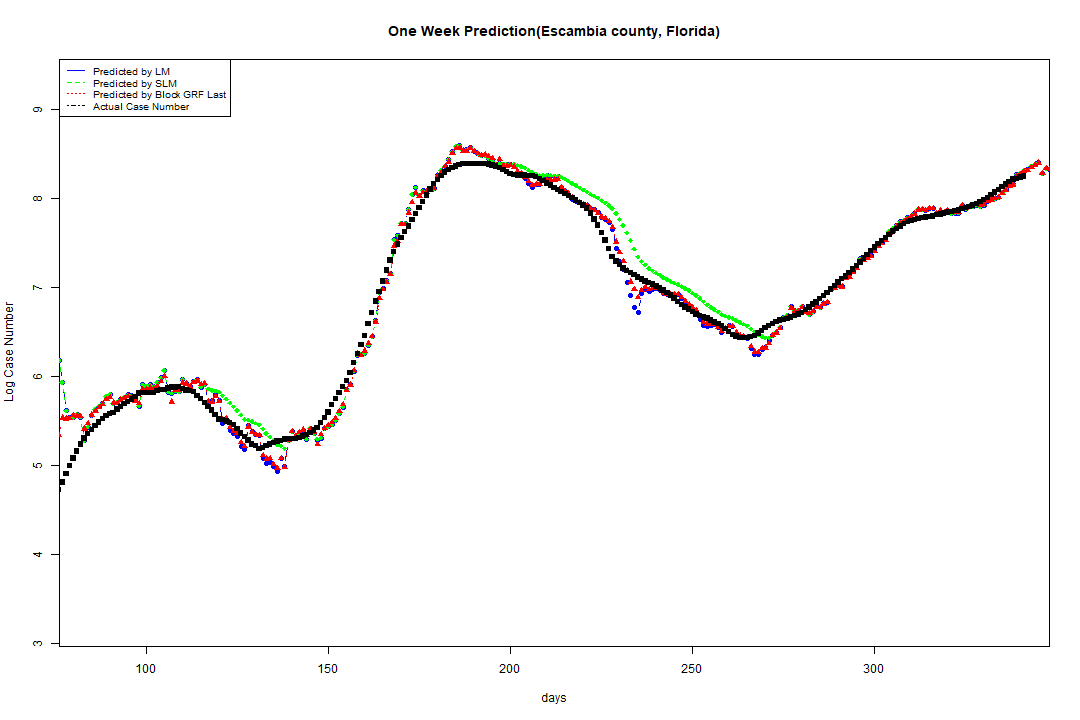 One Week Prediction(Escambia county, Florida)
Predicted by LM
Predicted by SLM
Predicted by Block GRF Last
Actual Case Number
9
8
7
6
5
4
3
Log Case Number
100 150 200 250 300
days